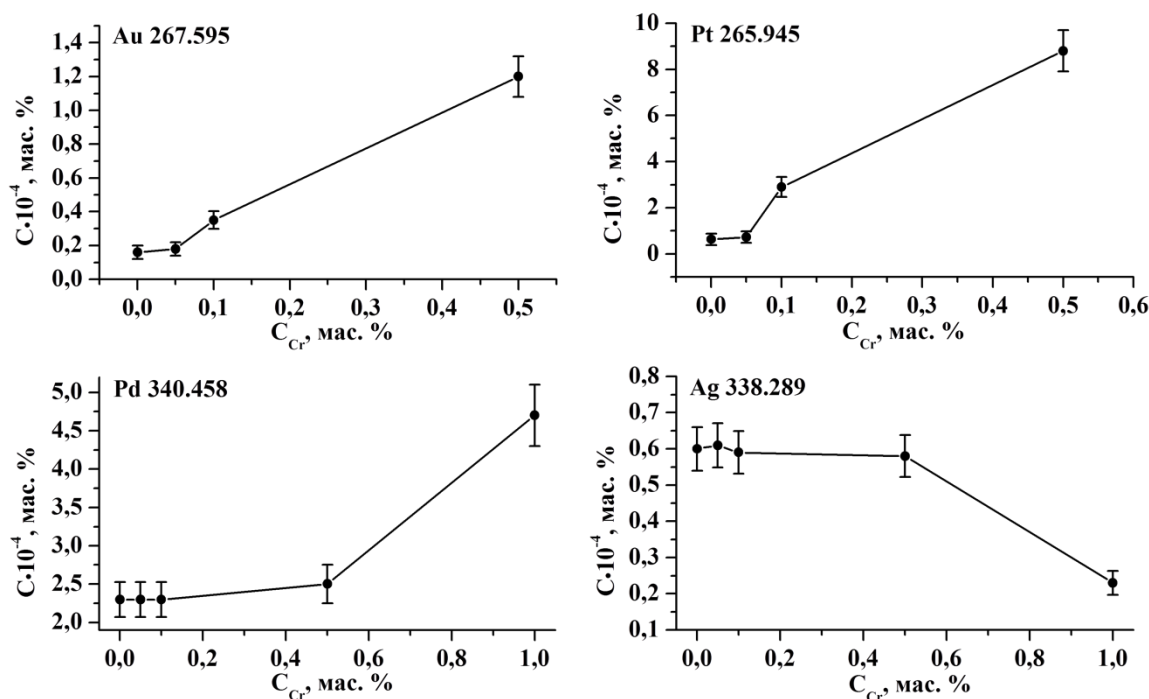 Au 267.595
C·10⁻⁴, мас. %
1,4
1,2
1,0
0,8
0,6
0,4
0,2
0,0
0,0 0,1 0,2 0,3 0,4 0,5
C_Cr, мас. %
Pt 265.945
C·10⁻⁴, мас. %
10
8
6
4
2
0
0,0 0,1 0,2 0,3 0,4 0,5 0,6
C_Cr, мас. %
Pd 340.458
C·10⁻⁴, мас. %
5,0
4,5
4,0
3,5
3,0
2,5
2,0
0,0 0,2 0,4 0,6 0,8 1,0
C_Cr, мас. %
Ag 338.289
C·10⁻⁴, мас. %
0,8
0,7
0,6
0,5
0,4
0,3
0,2
0,1
0,0 0,2 0,4 0,6 0,8 1,0
C_Cr, мас. %